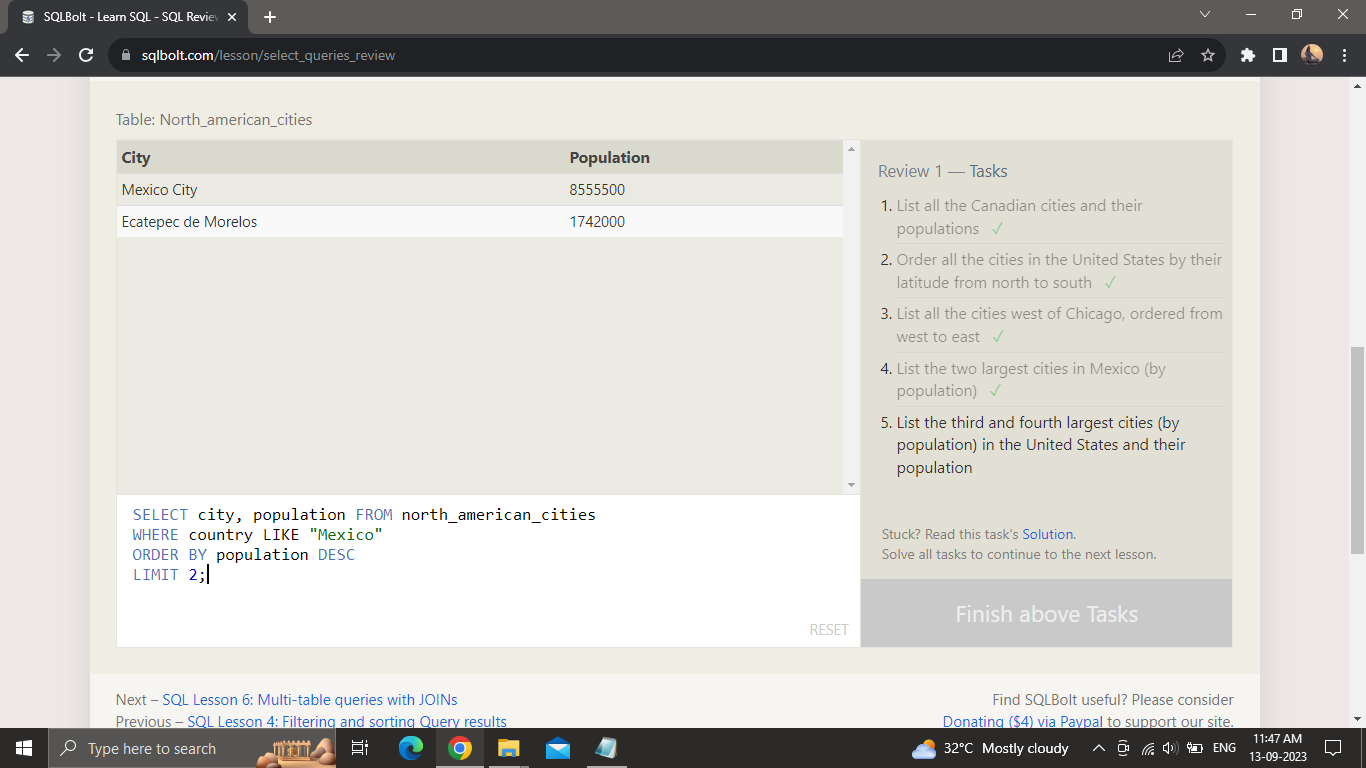 SQLBolt - Learn SQL - SQL Review
sqlbolt.com/lesson/select_queries_review
Table: North_american_cities
City Population
Mexico City 8555500
Ecatepec de Morelos 1742000
SELECT city, population FROM north_american_cities
WHERE country LIKE "Mexico"
ORDER BY population DESC
LIMIT 2;
RESET
Review 1 — Tasks
1. List all the Canadian cities and their
populations ✓
2. Order all the cities in the United States by their
latitude from north to south ✓
3. List all the cities west of Chicago, ordered from
west to east ✓
4. List the two largest cities in Mexico (by
population) ✓
5. List the third and fourth largest cities (by
population) in the United States and their
population
Stuck? Read this task's Solution.
Solve all tasks to continue to the next lesson.
Finish above Tasks
Next – SQL Lesson 6: Multi-table queries with JOINs
Previous – SQL Lesson 4: Filtering and sorting Query results
Find SQLBolt useful? Please consider
Donating ($4) via Paypal to support our site.
Type here to search
32°C Mostly cloudy
ENG
11:47 AM
13-09-2023